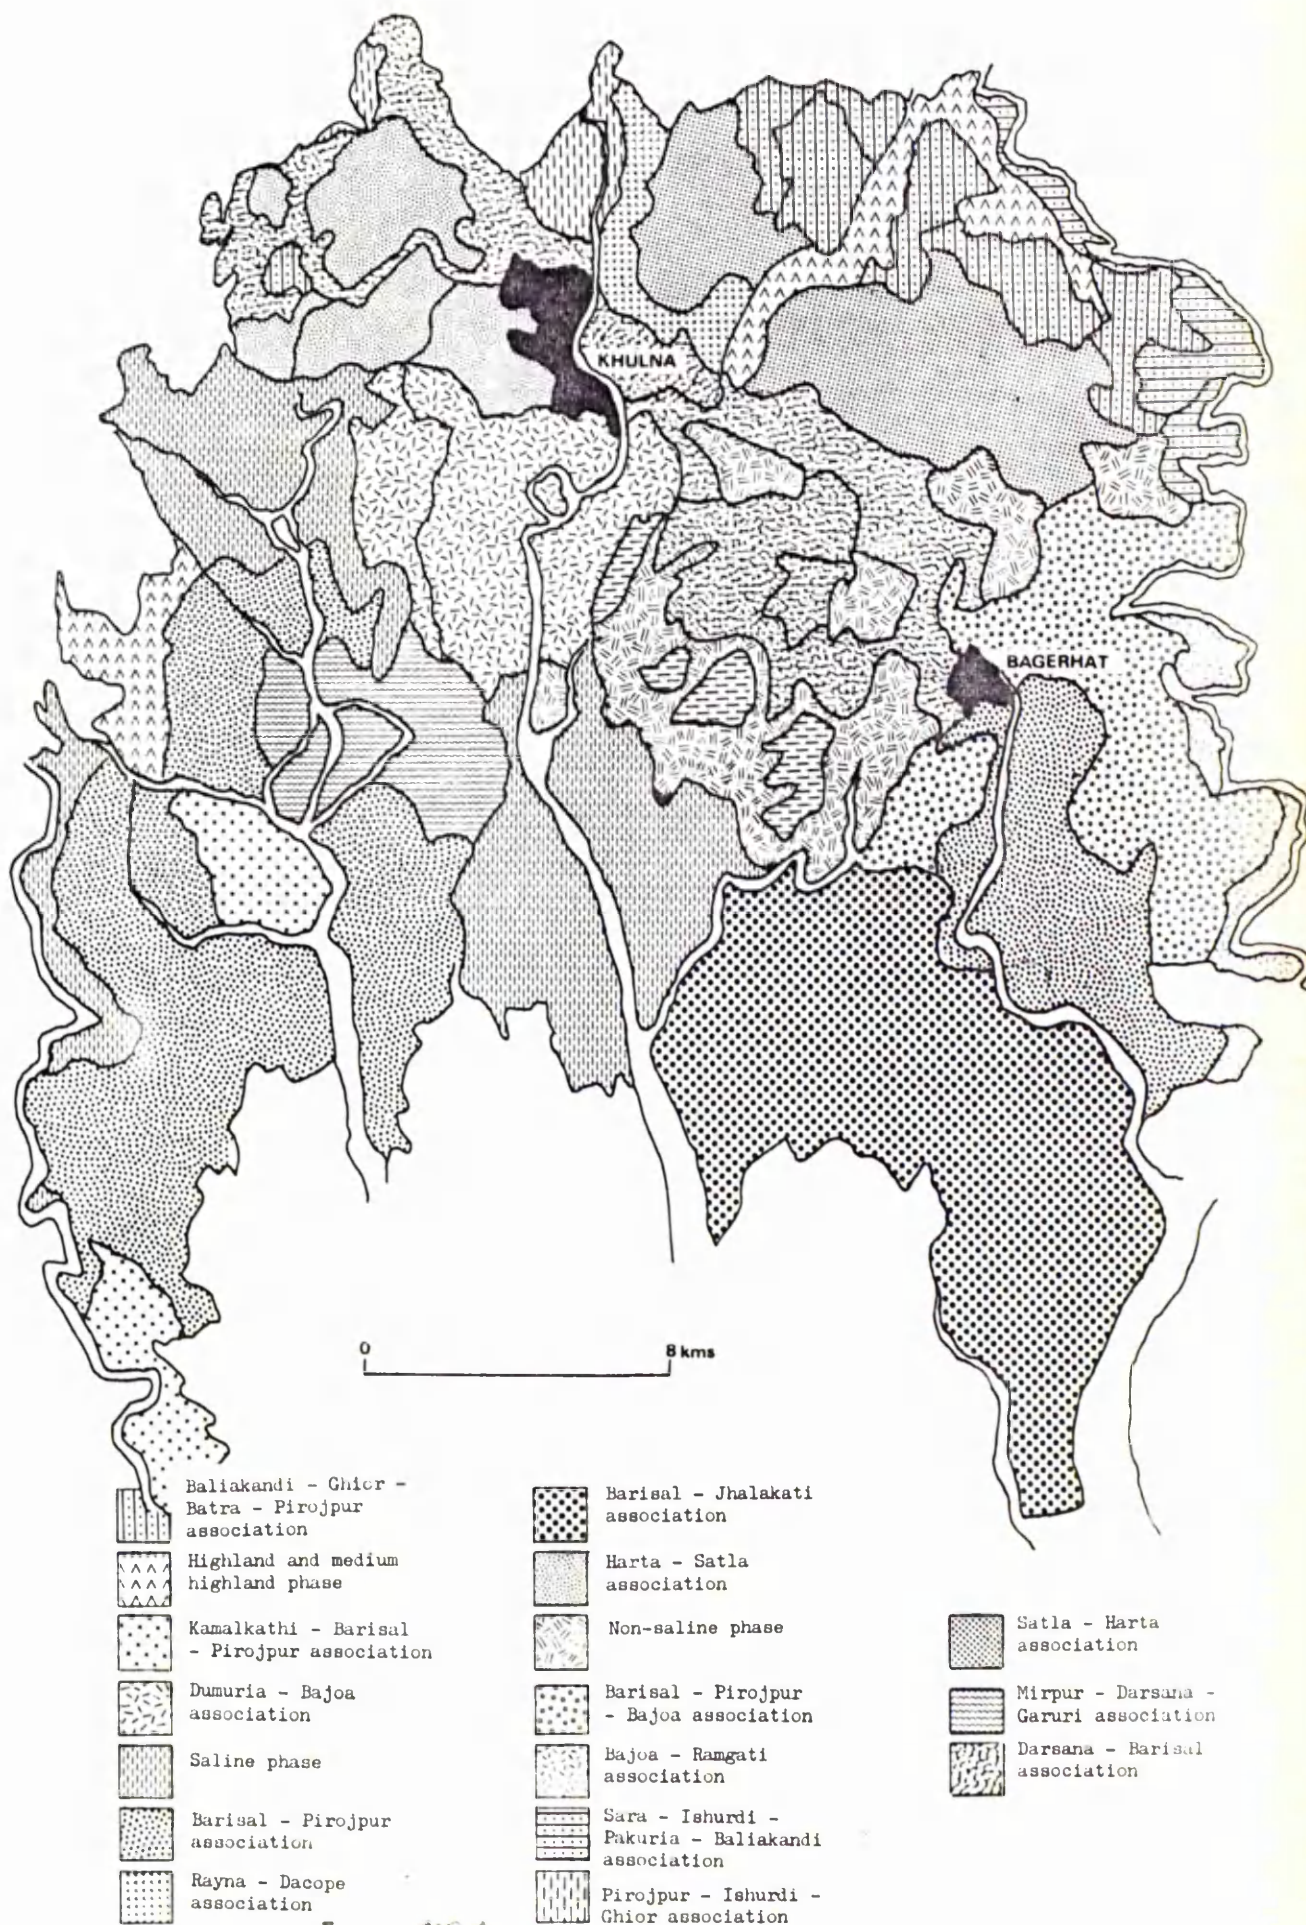 KHULNA
BAGERHAT
0 8 kms
Baliakandi - Ghior -
Batra - Pirojpur
association
Highland and medium
highland phase
Kamalkathi - Barisal
- Pirojpur association
Dumuria - Bajoa
association
Saline phase
Barisal - Pirojpur
association
Rayna - Dacope
association
Barisal - Jhalakati
association
Harta - Satla
association
Non-saline phase
Barisal - Pirojpur
- Bajoa association
Bajoa - Ramgati
association
Sara - Ishurdi -
Pakuria - Baliakandi
association
Pirojpur - Ishurdi -
Ghior association
Satla - Harta
association
Mirpur - Darsana -
Garuri association
Darsana - Barisal
association